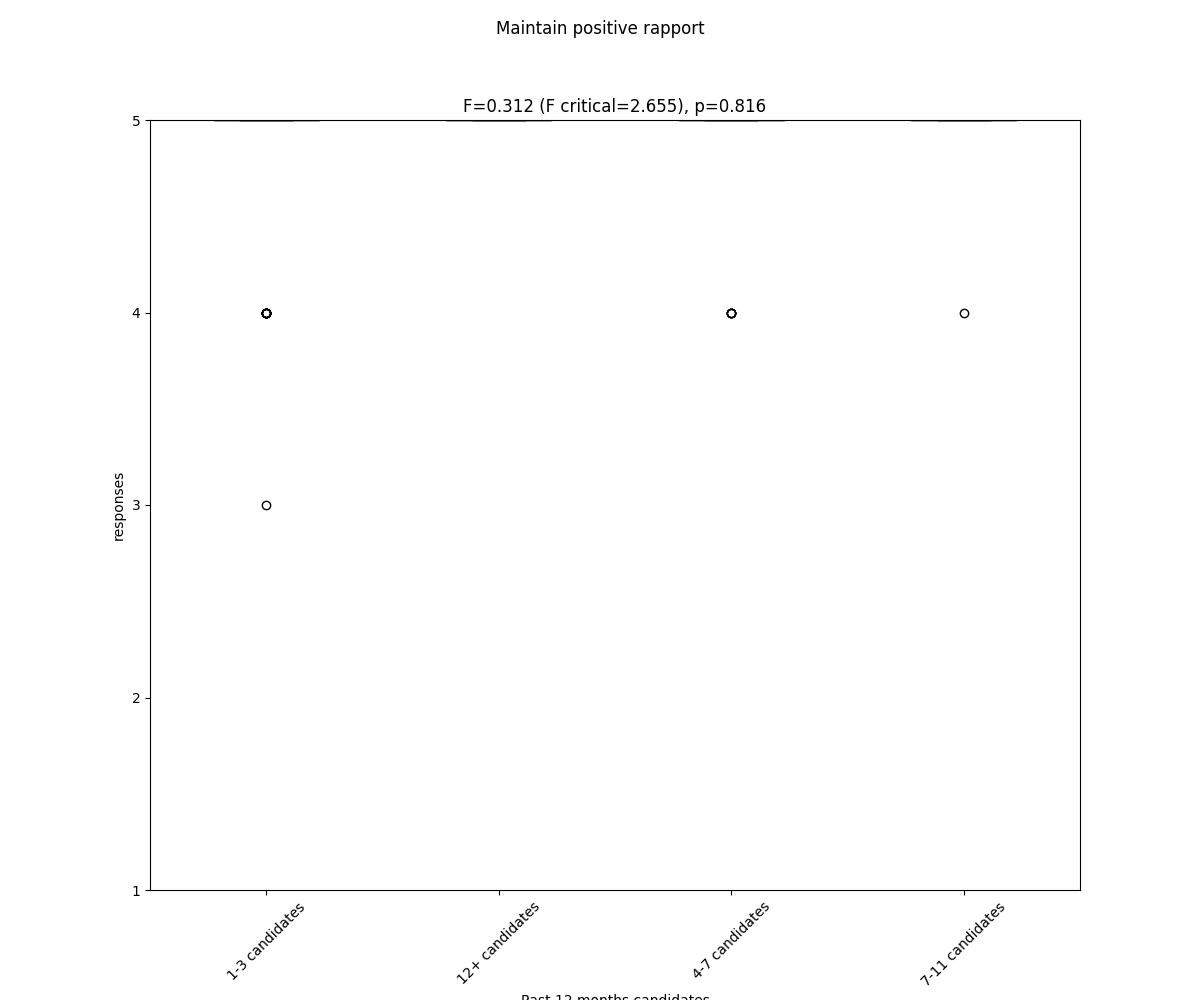 Maintain positive rapport
F=0.312 (F critical=2.655), p=0.816
5
4
3
2
1
responses
1-3 candidates
12+ candidates
4-7 candidates
7-11 candidates
Past 12 months candidates